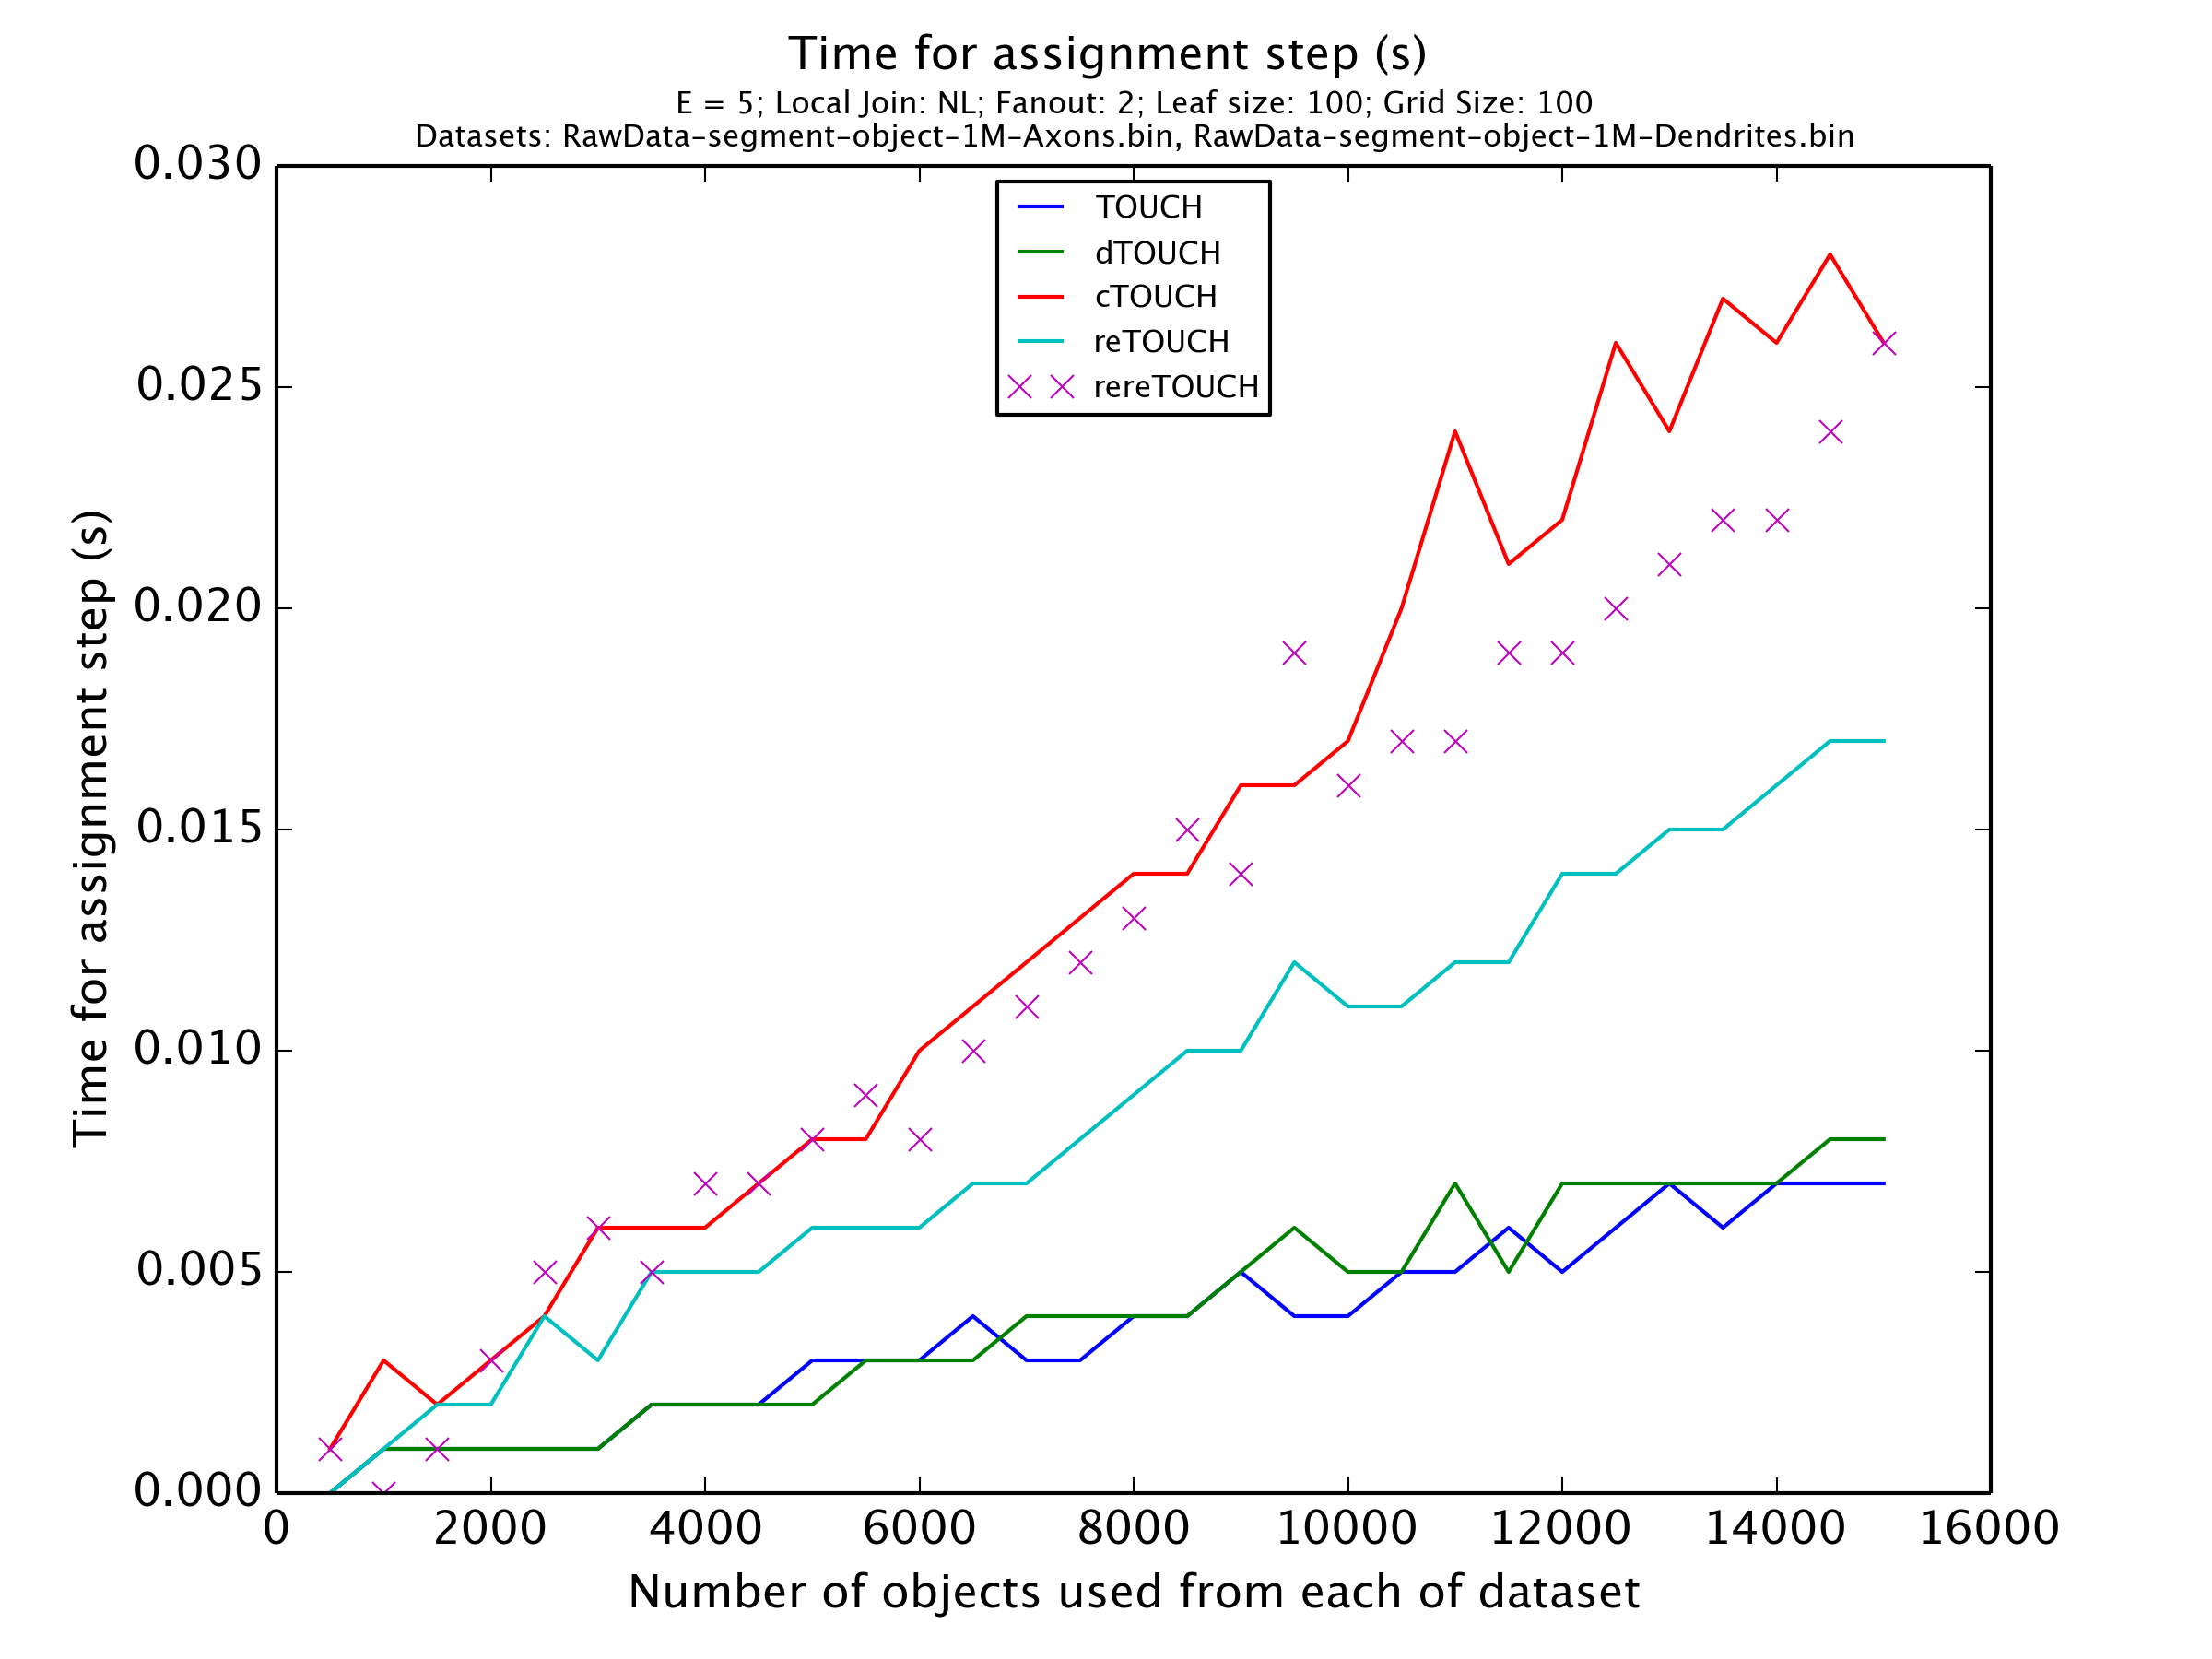 Time for assignment step (s)
E = 5; Local Join: NL; Fanout: 2; Leaf size: 100; Grid Size: 100
Datasets: RawData-segment-object-1M-Axons.bin, RawData-segment-object-1M-Dendrites.bin
TOUCH
dTOUCH
cTOUCH
reTOUCH
rereTOUCH
Time for assignment step (s)
0.030
0.025
0.020
0.015
0.010
0.005
0.000
0 2000 4000 6000 8000 10000 12000 14000 16000
Number of objects used from each of dataset